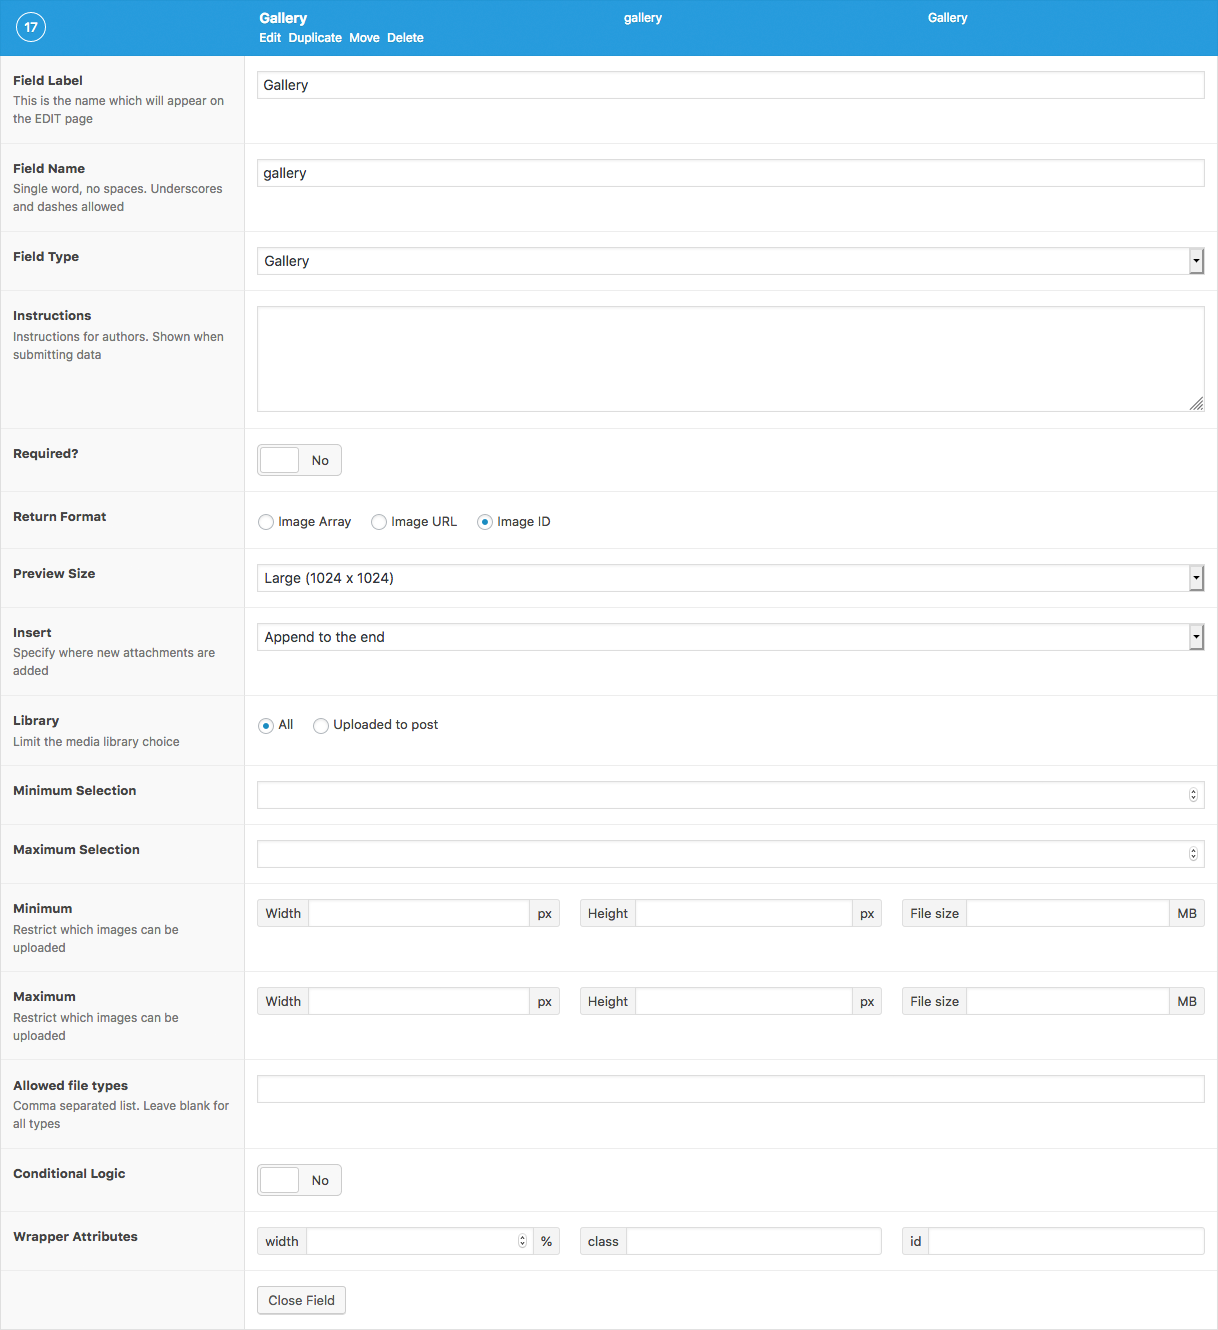 17
Gallery
gallery
Gallery
Edit Duplicate Move Delete
Field Label
This is the name which will appear on
the EDIT page
Gallery
Field Name
Single word, no spaces. Underscores
and dashes allowed
gallery
Field Type
Gallery
Instructions
Instructions for authors. Shown when
submitting data
Required?
No
Return Format
Image Array Image URL Image ID
Preview Size
Large (1024 x 1024)
Insert
Specify where new attachments are
added
Append to the end
Library
Limit the media library choice
All Uploaded to post
Minimum Selection
Maximum Selection
Minimum
Restrict which images can be
uploaded
Width px Height px File size MB
Maximum
Restrict which images can be
uploaded
Width px Height px File size MB
Allowed file types
Comma separated list. Leave blank for
all types
Conditional Logic
No
Wrapper Attributes
width % class id
Close Field